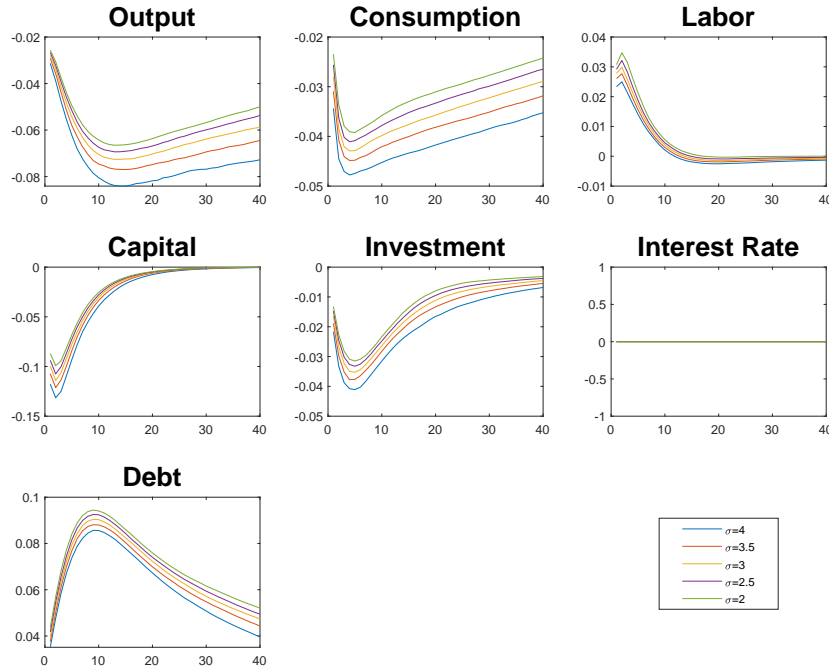 Output
Consumption
Labor
-0.02
-0.04
-0.06
-0.08
0 10 20 30 40
-0.02
-0.03
-0.04
-0.05
0 10 20 30 40
0.04
0.03
0.02
0.01
0
-0.01
0 10 20 30 40
Capital
Investment
Interest Rate
0
-0.05
-0.1
-0.15
0 10 20 30 40
0
-0.01
-0.02
-0.03
-0.04
-0.05
0 10 20 30 40
1
0.5
0
-0.5
-1
0 10 20 30 40
Debt
0.1
0.08
0.06
0.04
0 10 20 30 40
σ=4
σ=3.5
σ=3
σ=2.5
σ=2